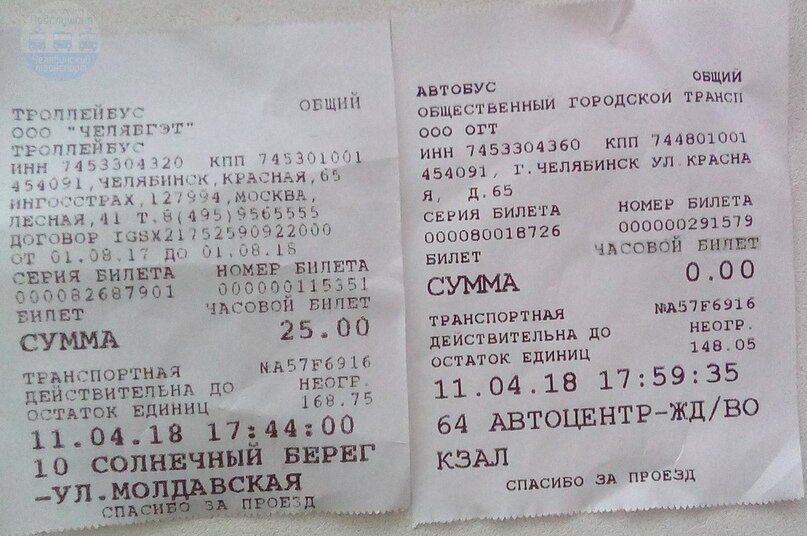 Челябинский
транспорт
ТРОЛЛЕЙБУС ОБЩИЙ
ООО "ЧЕЛЯБГЭТ"
ТРОЛЛЕЙБУС
ИНН 7453304320 КПП 745301001
454091,ЧЕЛЯБИНСК,КРАСНАЯ,65
ИНГОССТРАХ,127994,МОСКВА,
ЛЕСНАЯ,41 Т.8(495)9565555
ДОГОВОР IGSX21752590922000
ОТ 01.08.17 ДО 01.08.18
СЕРИЯ БИЛЕТА НОМЕР БИЛЕТА
000082687901 000000115351
БИЛЕТ ЧАСОВОЙ БИЛЕТ
СУММА 25.00
ТРАНСПОРТНАЯ №A57F6916
ДЕЙСТВИТЕЛЬНА ДО НЕОГР.
ОСТАТОК ЕДИНИЦ 168.75
11.04.18 17:44:00
10 СОЛНЕЧНЫЙ БЕРЕГ
-УЛ.МОЛДАВСКАЯ
СПАСИБО ЗА ПРОЕЗД
АВТОБУС ОБЩИЙ
ОБЩЕСТВЕННЫЙ ГОРОДСКОЙ ТРАНСП
ООО ОГТ
ИНН 7453304360 КПП 744801001
454091, Г.ЧЕЛЯБИНСК УЛ.КРАСНА
Я, Д.65
СЕРИЯ БИЛЕТА НОМЕР БИЛЕТА
000080018726 000000291579
БИЛЕТ ЧАСОВОЙ БИЛЕТ
СУММА 0.00
ТРАНСПОРТНАЯ №A57F6916
ДЕЙСТВИТЕЛЬНА ДО НЕОГР.
ОСТАТОК ЕДИНИЦ 148.05
11.04.18 17:59:35
64 АВТОЦЕНТР-ЖД/ВО
КЗАЛ
СПАСИБО ЗА ПРОЕЗД